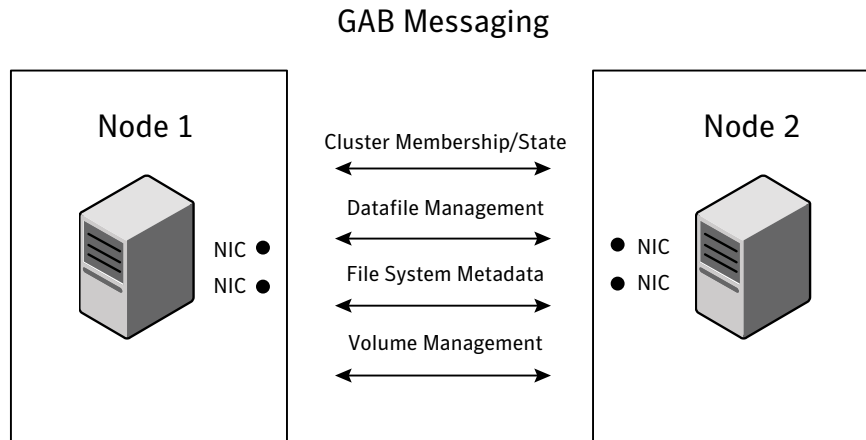 GAB Messaging
Node 1
Node 2
Cluster Membership/State
Datafile Management
NIC
NIC
File System Metadata
NIC
NIC
Volume Management